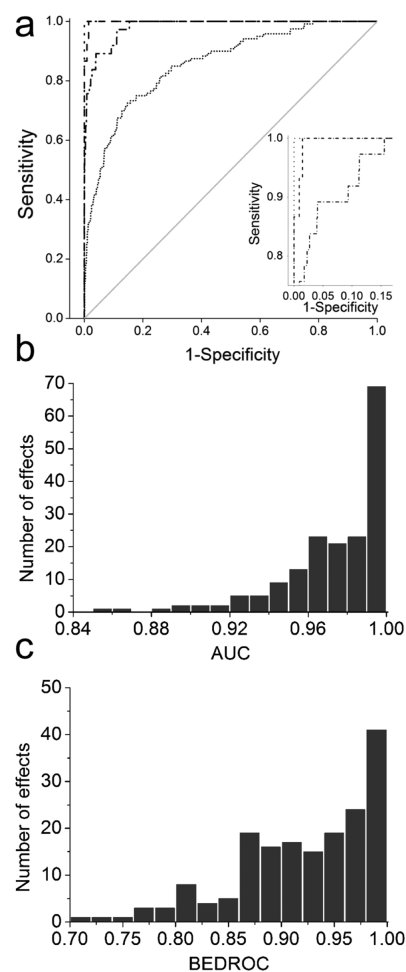 a
1.0
0.8
0.6
0.4
0.2
0.0
Sensitivity
0.0 0.2 0.4 0.6 0.8 1.0
1-Specificity
1.0
0.9
0.8
Sensitivity
0.00 0.05 0.10 0.15
1-Specificity
b
70
60
50
40
30
20
10
0
Number of effects
0.84 0.88 0.92 0.96 1.00
AUC
c
50
40
30
20
10
0
Number of effects
0.70 0.75 0.80 0.85 0.90 0.95 1.00
BEDROC